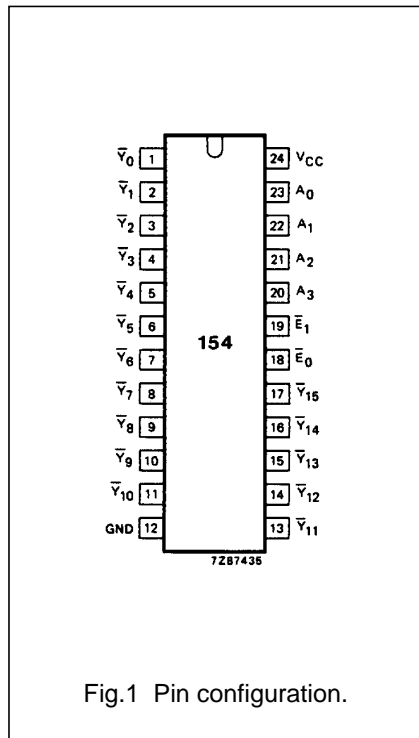 Y̅0 1 24 VCC
Y̅1 2 23 A0
Y̅2 3 22 A1
Y̅3 4 21 A2
Y̅4 5 20 A3
Y̅5 6 19 E̅1
154
Y̅6 7 18 E̅0
Y̅7 8 17 Y̅15
Y̅8 9 16 Y̅14
Y̅9 10 15 Y̅13
Y̅10 11 14 Y̅12
GND 12 13 Y̅11
7Z87435
Fig.1 Pin configuration.